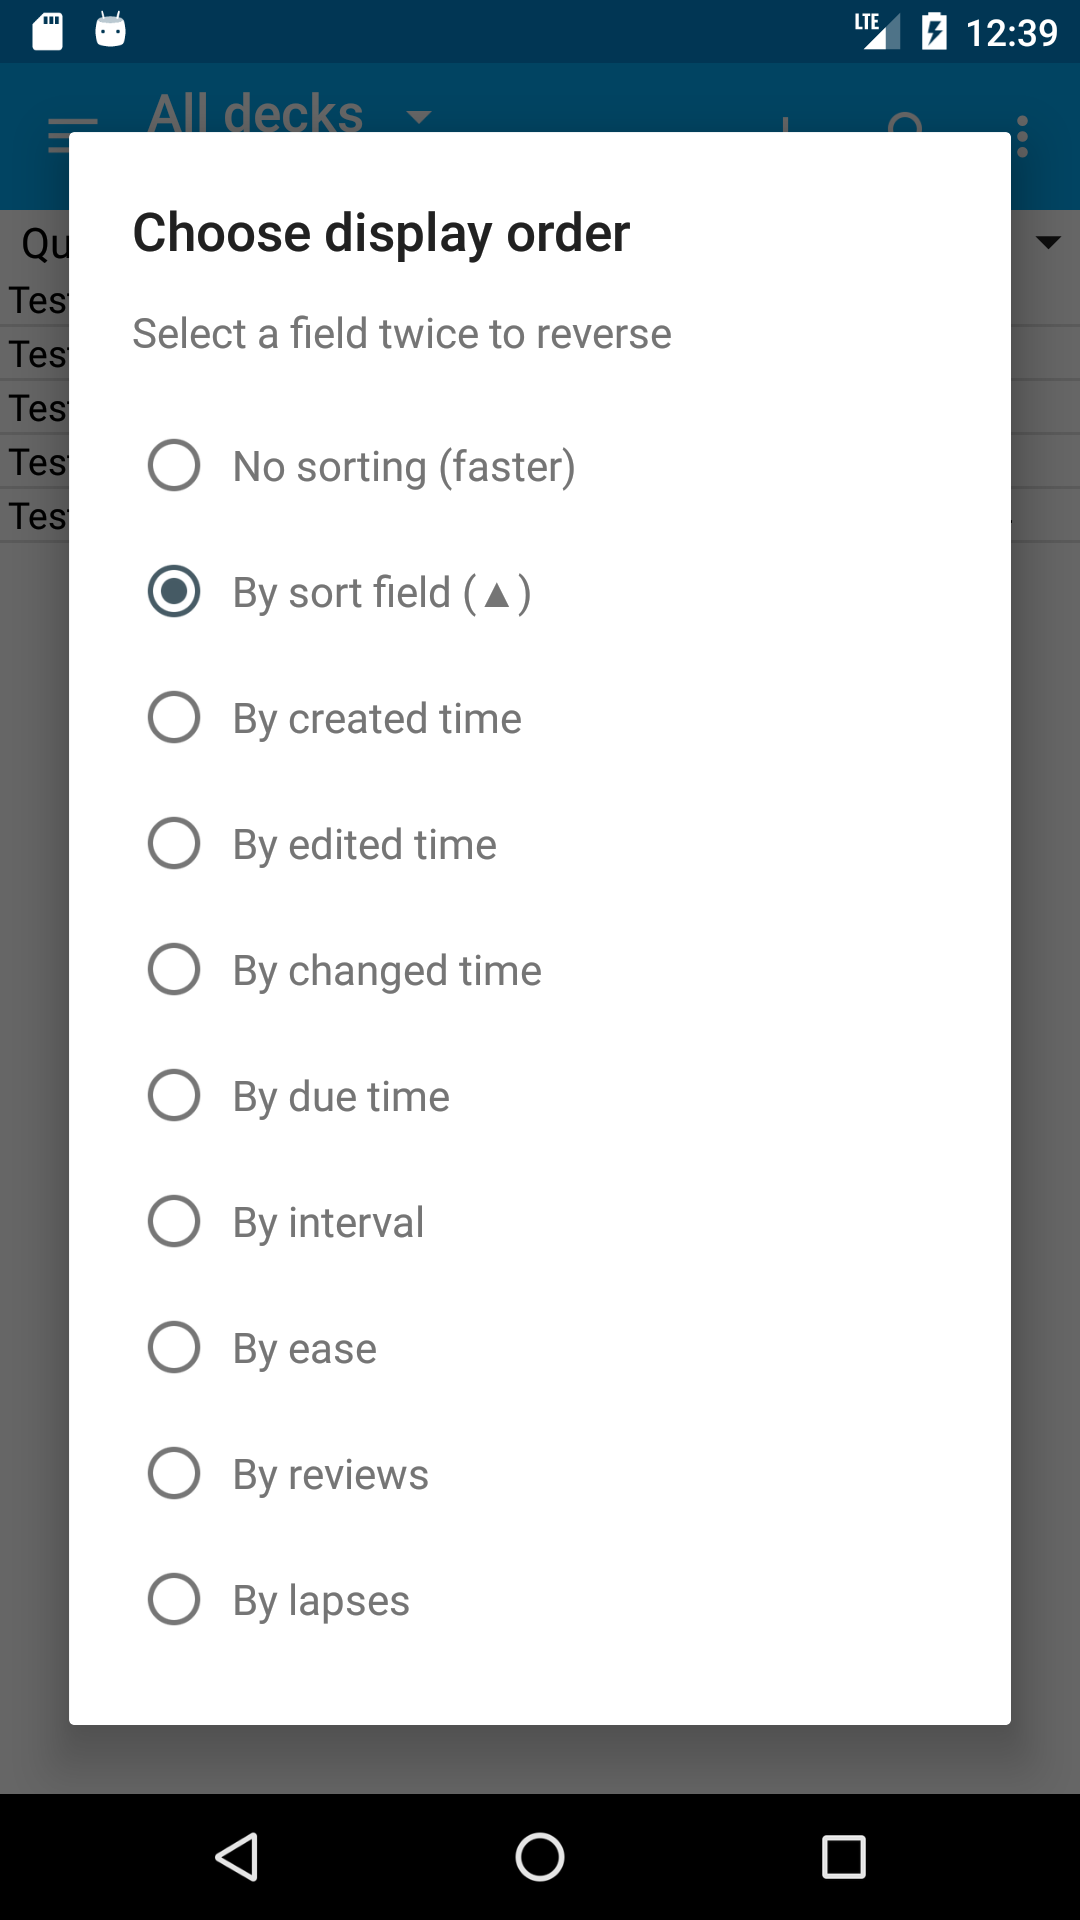 LTE 12:39
All decks
Choose display order
Select a field twice to reverse
No sorting (faster)
By sort field (▲)
By created time
By edited time
By changed time
By due time
By interval
By ease
By reviews
By lapses